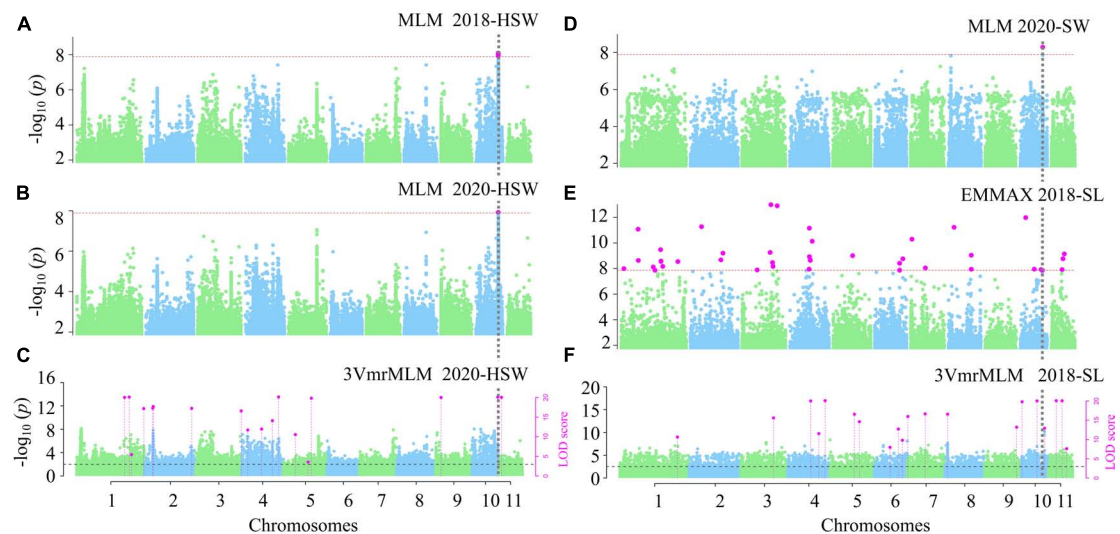 A
MLM 2018-HSW
8
6
4
2
-log10 (p)
B
MLM 2020-HSW
8
6
4
2
-log10 (p)
C
3VmrMLM 2020-HSW
16
12
8
4
0
-log10 (p)
20
15
10
5
0
LOD score
1 2 3 4 5 6 7 8 9 10 11
Chromosomes
D
MLM 2020-SW
8
6
4
2
E
EMMAX 2018-SL
12
10
8
6
4
2
F
3VmrMLM 2018-SL
20
15
10
5
0
20
15
10
5
0
LOD score
1 2 3 4 5 6 7 8 9 10 11
Chromosomes